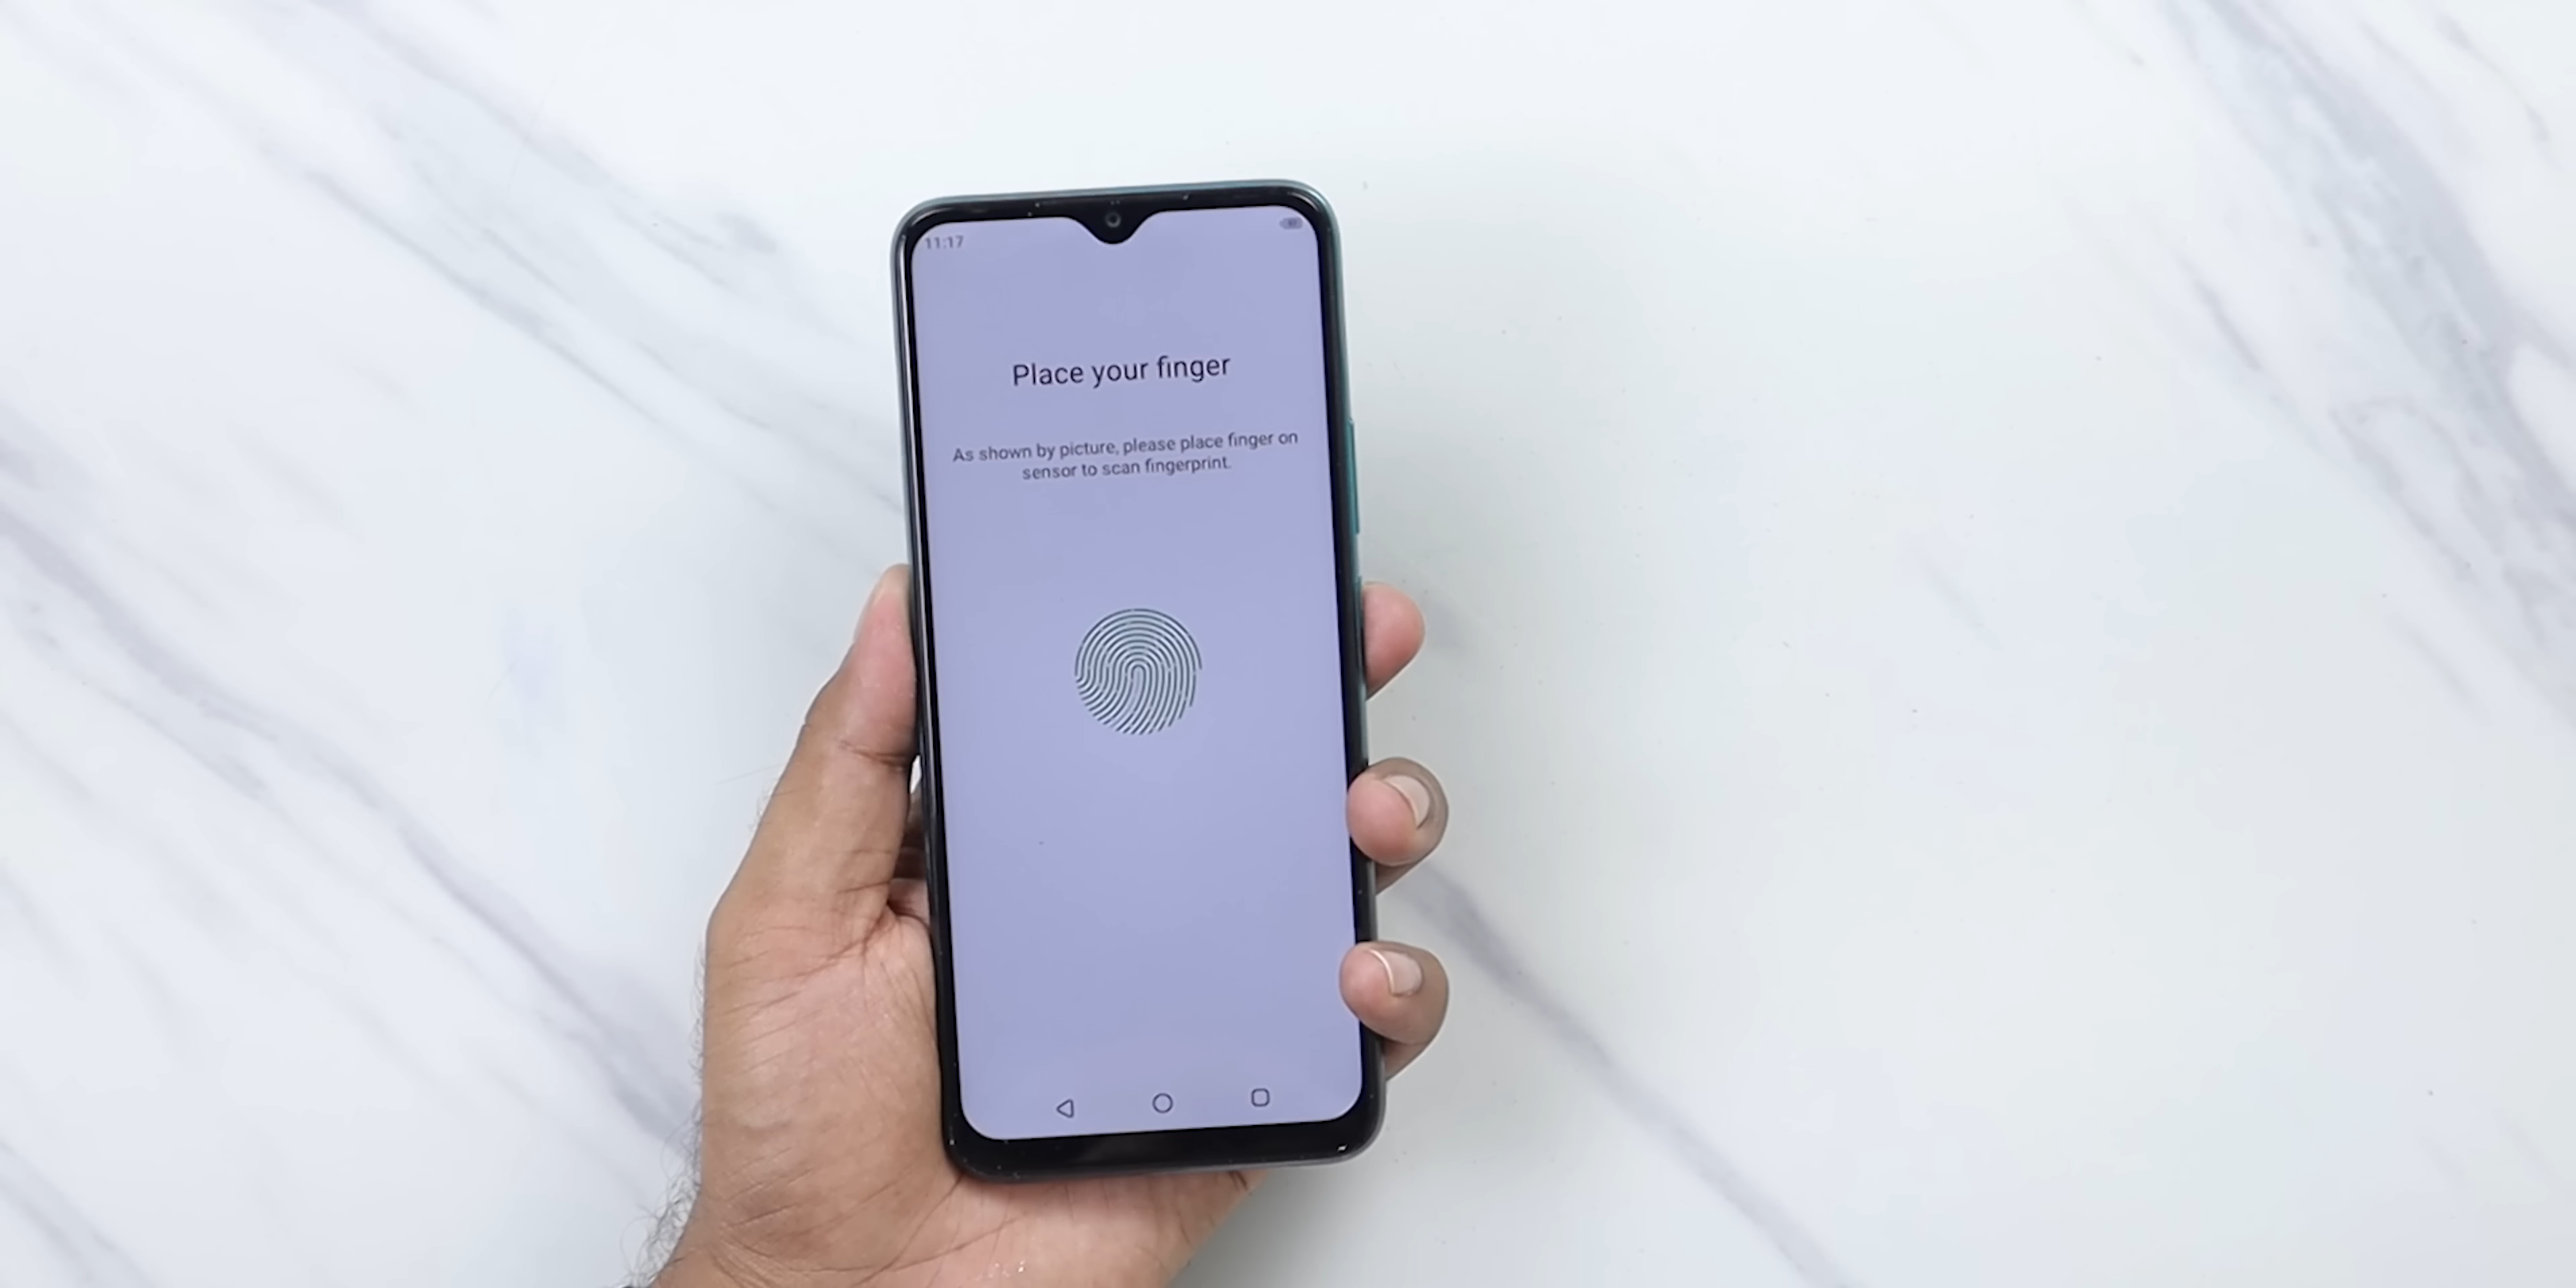 11:17
Place your finger
As shown by picture, please place finger on
sensor to scan fingerprint.